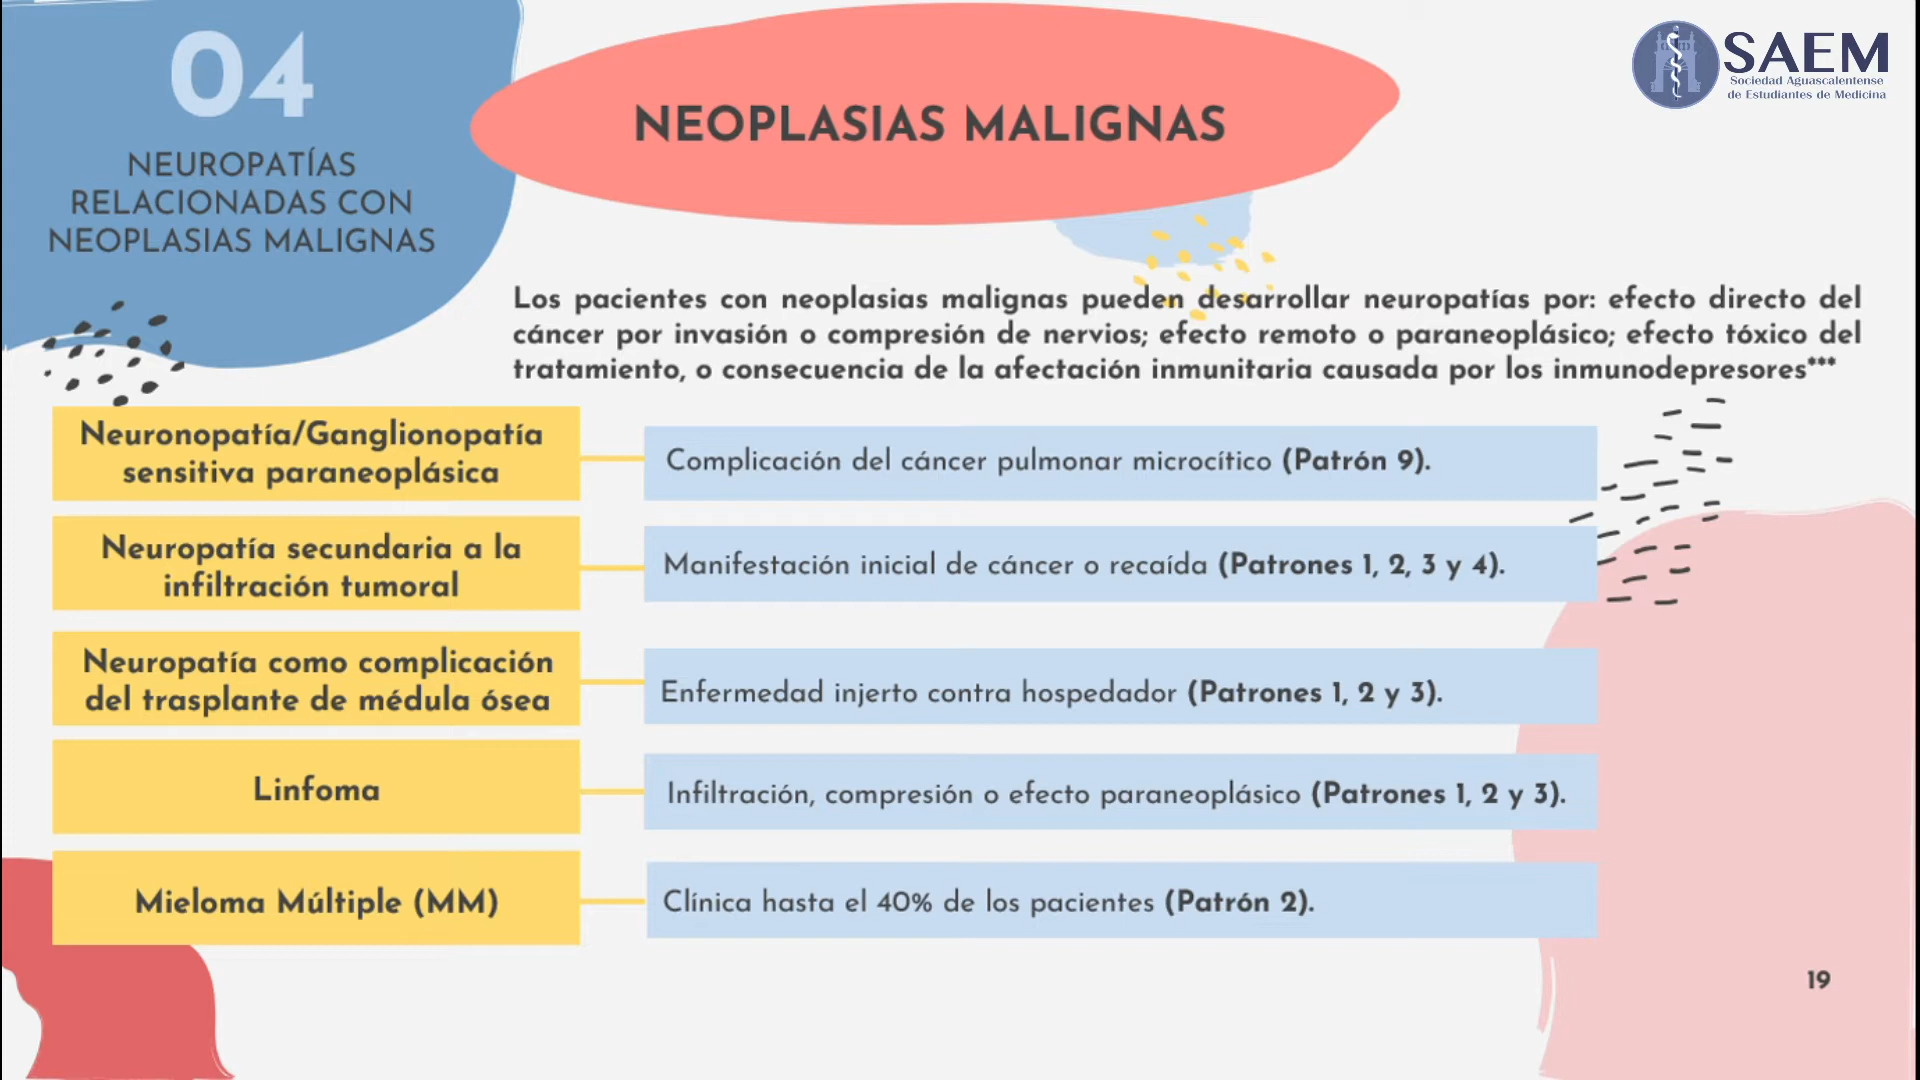 04
NEUROPATÍAS
RELACIONADAS CON
NEOPLASIAS MALIGNAS
NEOPLASIAS MALIGNAS
SAEM
Sociedad Aguascalentense
de Estudiantes de Medicina
Los pacientes con neoplasias malignas pueden desarrollar neuropatías por: efecto directo del
cáncer por invasión o compresión de nervios; efecto remoto o paraneoplásico; efecto tóxico del
tratamiento, o consecuencia de la afectación inmunitaria causada por los inmunodepresores***
Neuronopatía/Ganglionopatía
sensitiva paraneoplásica
Complicación del cáncer pulmonar microcítico (Patrón 9).
Neuropatía secundaria a la
infiltración tumoral
Manifestación inicial de cáncer o recaída (Patrones 1, 2, 3 y 4).
Neuropatía como complicación
del trasplante de médula ósea
Enfermedad injerto contra hospedador (Patrones 1, 2 y 3).
Linfoma
Infiltración, compresión o efecto paraneoplásico (Patrones 1, 2 y 3).
Mieloma Múltiple (MM)
Clínica hasta el 40% de los pacientes (Patrón 2).
19